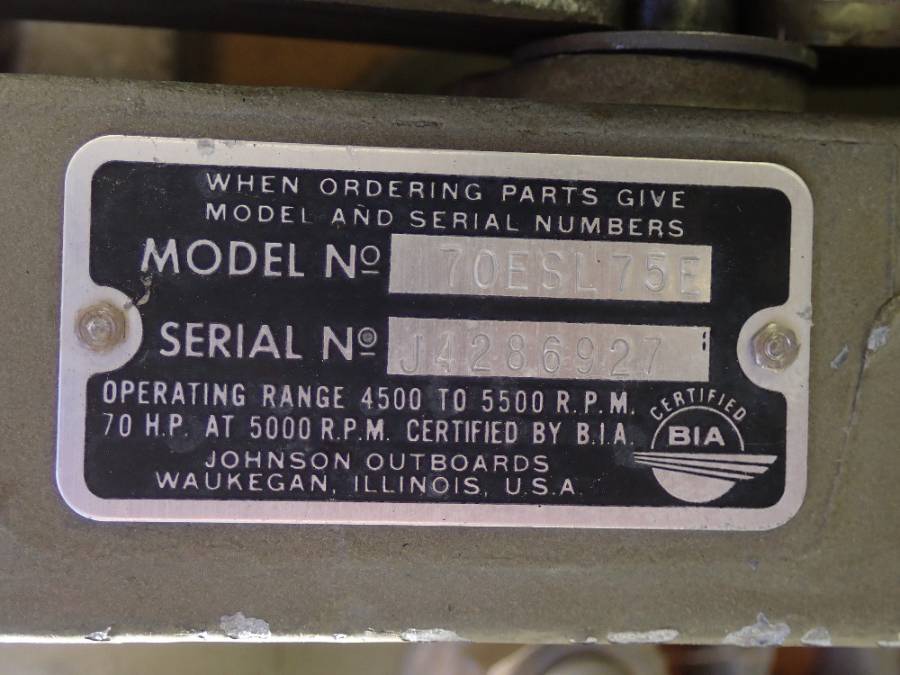 WHEN ORDERING PARTS GIVE
MODEL AND SERIAL NUMBERS
MODEL Nº 70ESL75E
SERIAL Nº J4286927
OPERATING RANGE 4500 TO 5500 R.P.M.
70 H.P. AT 5000 R.P.M. CERTIFIED BY B.I.A.
JOHNSON OUTBOARDS
WAUKEGAN, ILLINOIS, U.S.A.
CERTIFIED
BIA